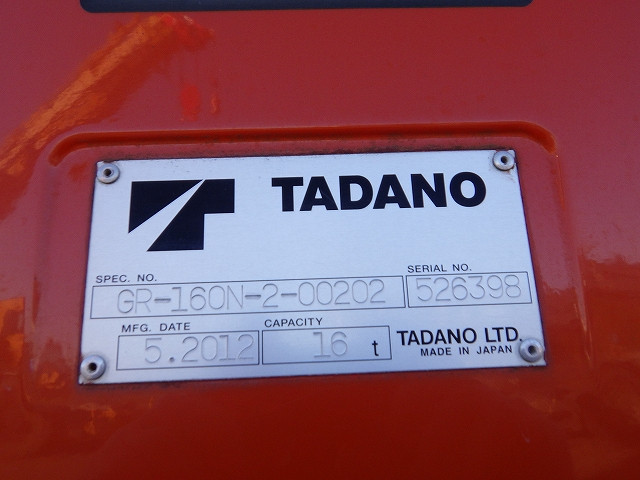 TADANO
SPEC. NO.
GR-160N-2-00202
SERIAL NO.
526398
MFG. DATE
5.2012
CAPACITY
16 t
TADANO LTD.
MADE IN JAPAN